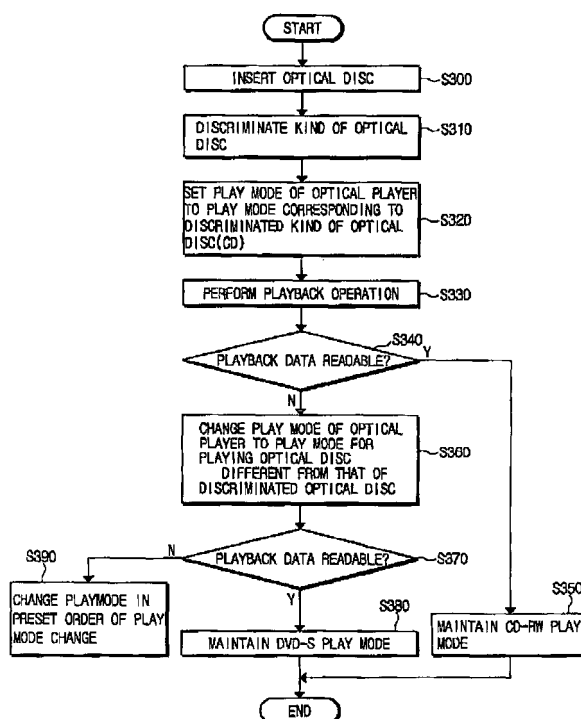 START
INSERT OPTICAL DISC
S300
DISCRIMINATE KIND OF OPTICAL
DISC
S310
SET PLAY MODE OF OPTICAL PLAYER
TO PLAY MODE CORRESPONDING TO
DISCRIMINATED KIND OF OPTICAL
DISC(CD)
S320
PERFORM PLAYBACK OPERATION
S330
S340
PLAYBACK DATA READABLE?
Y
N
CHANGE PLAY MODE OF OPTICAL
PLAYER TO PLAY MODE FOR
PLAYING OPTICAL DISC
DIFFERENT FROM THAT OF
DISCRIMINATED OPTICAL DISC
S360
N
PLAYBACK DATA READABLE?
S370
S390
Y
CHANGE PLAYMODE IN
PRESET ORDER OF PLAY
MODE CHANGE
S380
MAINTAIN DVD-S PLAY MODE
S350
MAINTAIN CD-RW PLAY
MODE
END